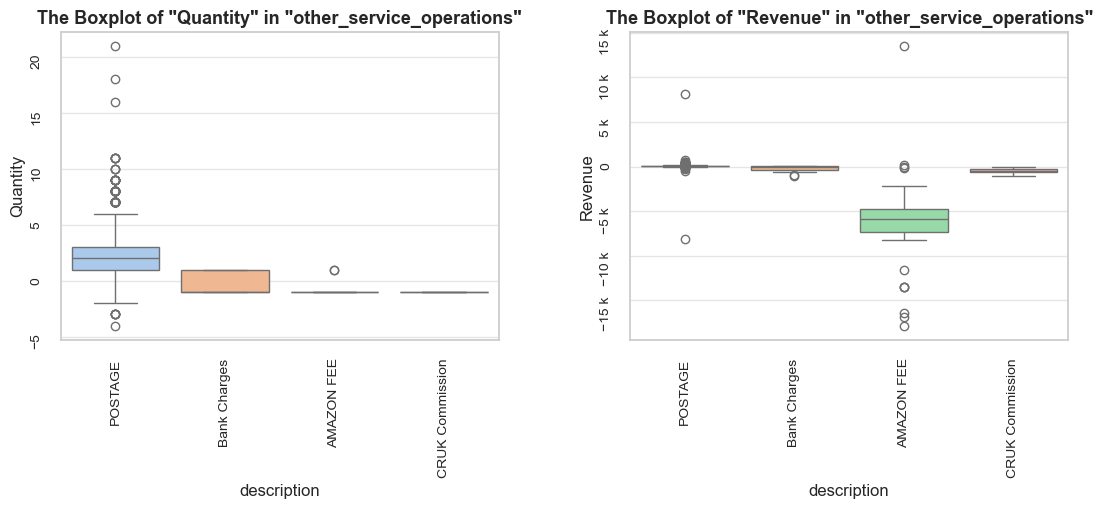 The Boxplot of "Quantity" in "other_service_operations"
20
15
10
5
0
−5
Quantity
POSTAGE
Bank Charges
AMAZON FEE
CRUK Commission
description
The Boxplot of "Revenue" in "other_service_operations"
15 k
10 k
5 k
0
−5 k
−10 k
−15 k
Revenue
POSTAGE
Bank Charges
AMAZON FEE
CRUK Commission
description